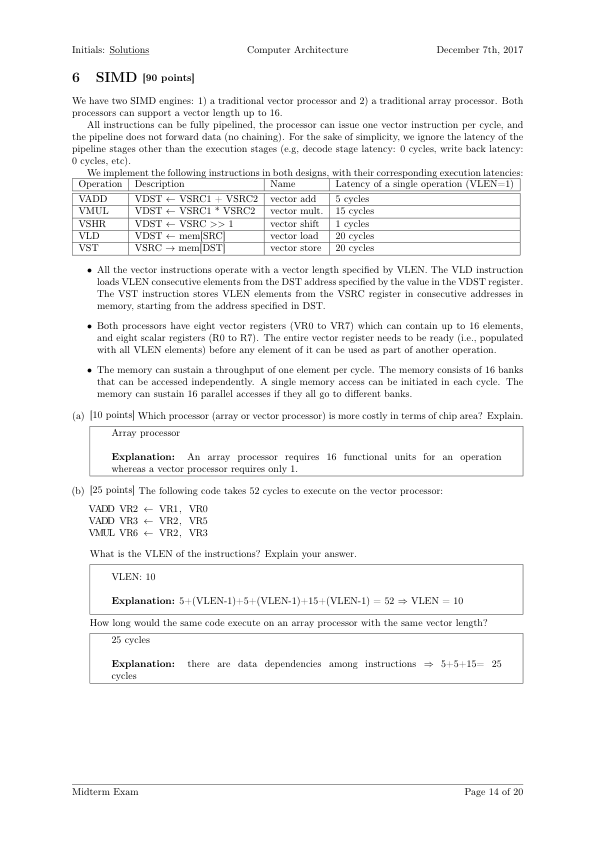 Initials: Solutions Computer Architecture December 7th, 2017
6 SIMD [90 points]
We have two SIMD engines: 1) a traditional vector processor and 2) a traditional array processor. Both
processors can support a vector length up to 16.
All instructions can be fully pipelined, the processor can issue one vector instruction per cycle, and
the pipeline does not forward data (no chaining). For the sake of simplicity, we ignore the latency of the
pipeline stages other than the execution stages (e.g, decode stage latency: 0 cycles, write back latency:
0 cycles, etc).
We implement the following instructions in both designs, with their corresponding execution latencies:
Operation Description Name Latency of a single operation (VLEN=1)
VADD VDST ← VSRC1 + VSRC2 vector add 5 cycles
VMUL VDST ← VSRC1 * VSRC2 vector mult. 15 cycles
VSHR VDST ← VSRC >> 1 vector shift 1 cycles
VLD VDST ← mem[SRC] vector load 20 cycles
VST VSRC → mem[DST] vector store 20 cycles
• All the vector instructions operate with a vector length specified by VLEN. The VLD instruction
loads VLEN consecutive elements from the DST address specified by the value in the VDST register.
The VST instruction stores VLEN elements from the VSRC register in consecutive addresses in
memory, starting from the address specified in DST.
• Both processors have eight vector registers (VR0 to VR7) which can contain up to 16 elements,
and eight scalar registers (R0 to R7). The entire vector register needs to be ready (i.e., populated
with all VLEN elements) before any element of it can be used as part of another operation.
• The memory can sustain a throughput of one element per cycle. The memory consists of 16 banks
that can be accessed independently. A single memory access can be initiated in each cycle. The
memory can sustain 16 parallel accesses if they all go to different banks.
(a) [10 points] Which processor (array or vector processor) is more costly in terms of chip area? Explain.
Array processor
Explanation: An array processor requires 16 functional units for an operation
whereas a vector processor requires only 1.
(b) [25 points] The following code takes 52 cycles to execute on the vector processor:
VADD VR2 ← VR1, VR0
VADD VR3 ← VR2, VR5
VMUL VR6 ← VR2, VR3
What is the VLEN of the instructions? Explain your answer.
VLEN: 10
Explanation: 5+(VLEN-1)+5+(VLEN-1)+15+(VLEN-1) = 52 ⇒ VLEN = 10
How long would the same code execute on an array processor with the same vector length?
25 cycles
Explanation: there are data dependencies among instructions ⇒ 5+5+15= 25
cycles
Midterm Exam Page 14 of 20